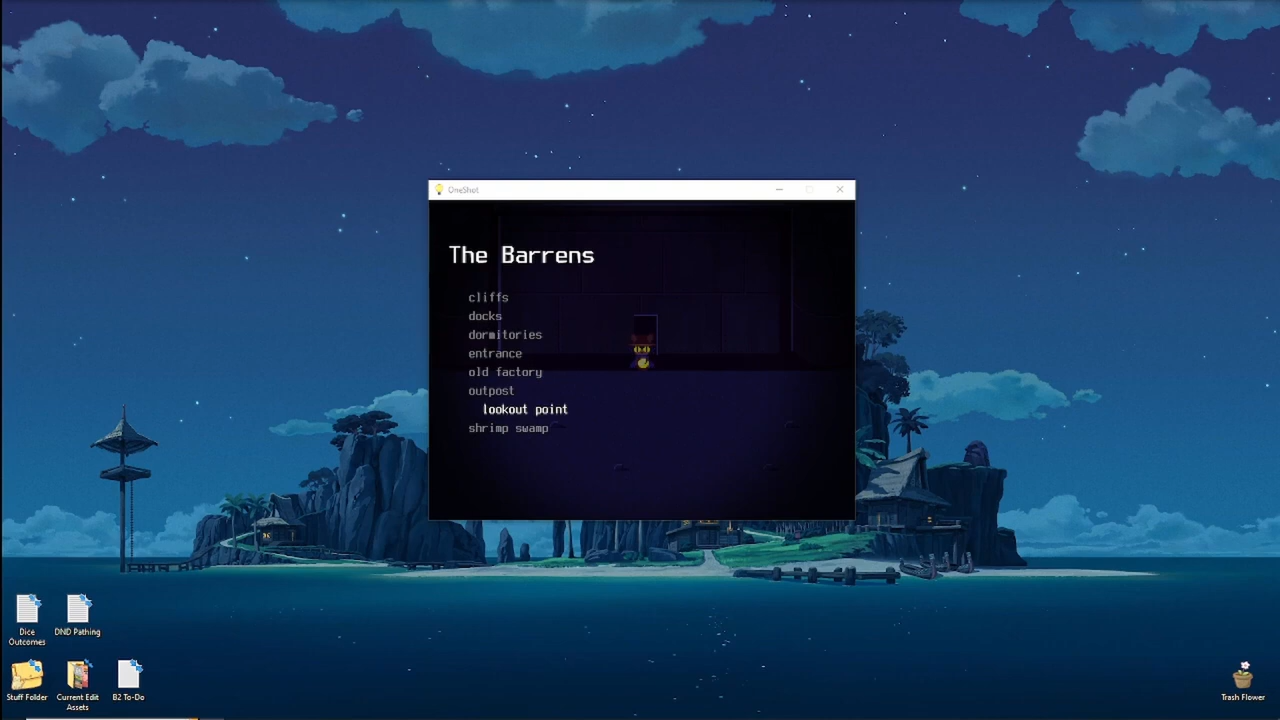 OneShot
The Barrens
cliffs
docks
dormitories
entrance
old factory
outpost
lookout point
shrimp swamp
Dice
Outcomes
DND Pathing
Stuff Folder
Current Edit
Assets
B2 To-Do
Trash Flower